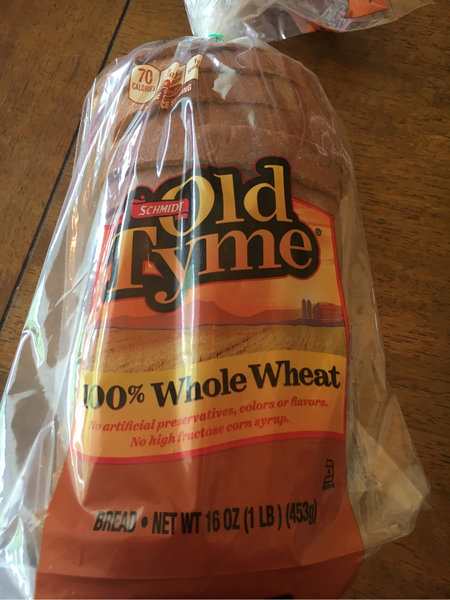 70
CALORIES
SCHMIDT
Old
Tyme®
100% Whole Wheat
No artificial preservatives, colors or flavors.
No high fructose corn syrup.
BREAD • NET WT 16 OZ (1 LB) (453g)